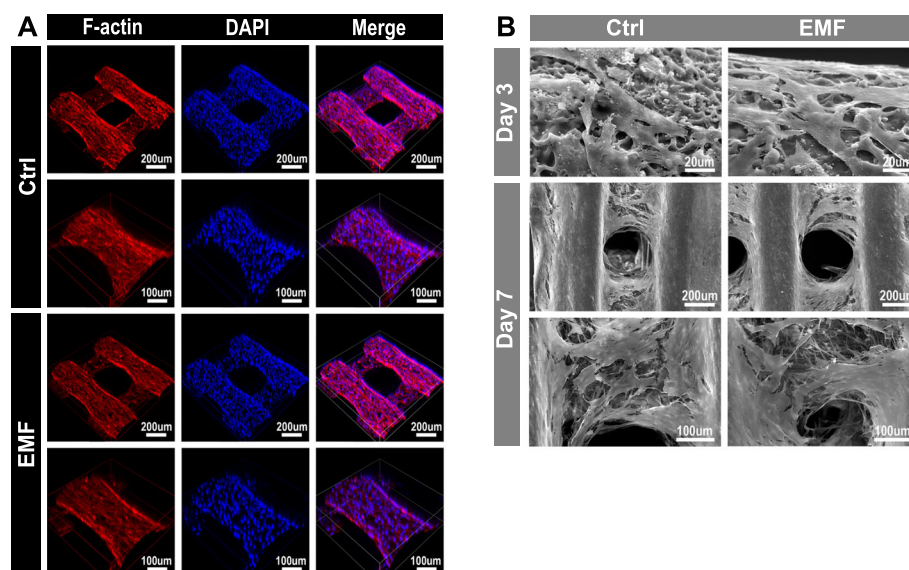 A
F-actin DAPI Merge
Ctrl
200um 200um 200um
100um 100um 100um
EMF
200um 200um 200um
100um 100um 100um
B
Ctrl EMF
Day 3
20um 20um
Day 7
200um 200um
100um 100um